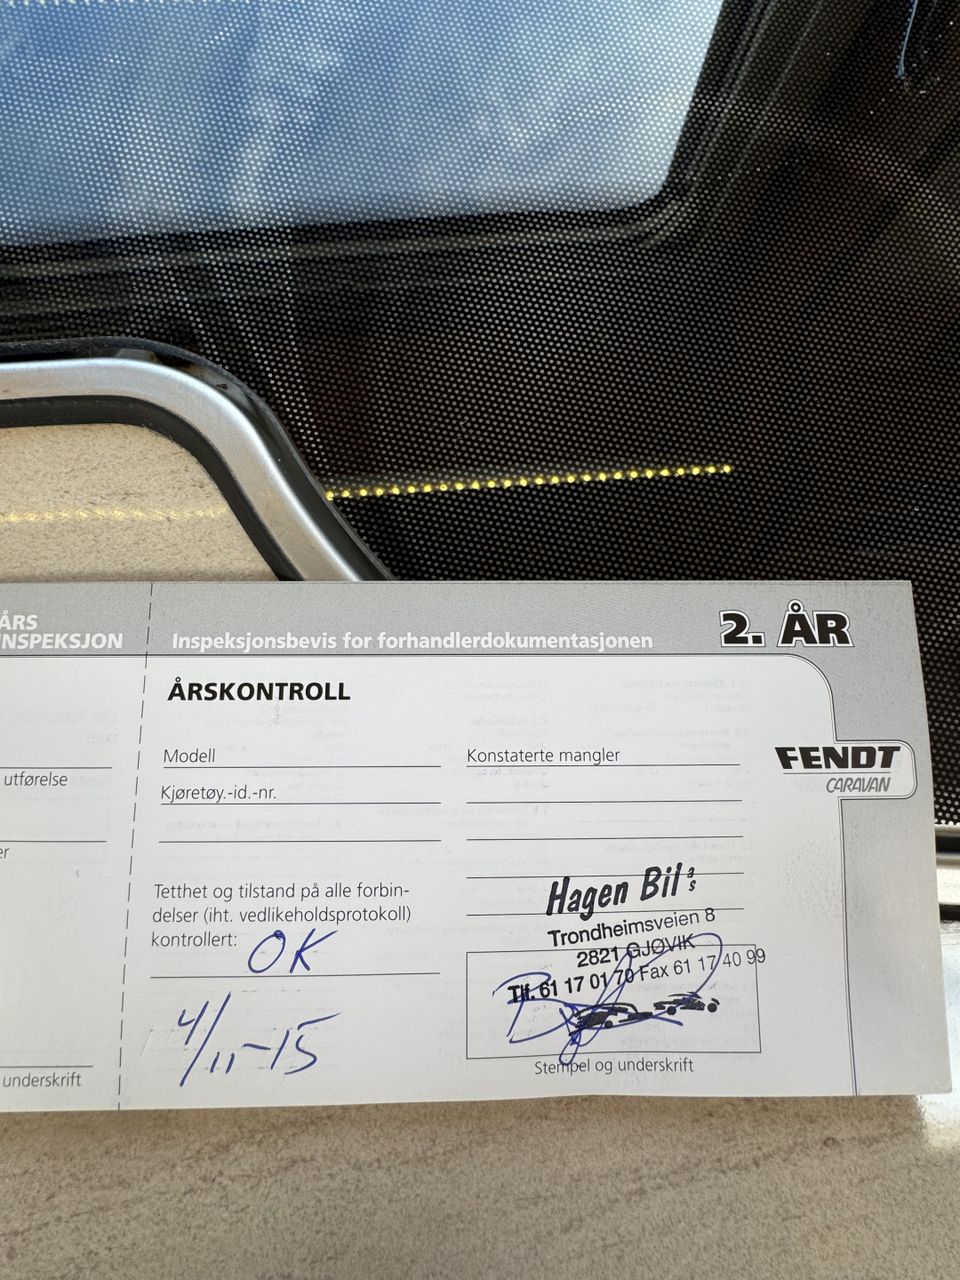 ÅRS
INSPEKSJON
Inspeksjonsbevis for forhandlerdokumentasjonen
2. ÅR
ÅRSKONTROLL
Modell
Konstaterte mangler
FENDT
CARAVAN
utførelse
Kjøretøy.-id.-nr.
er
Tetthet og tilstand på alle forbin-
delser (iht. vedlikeholdsprotokoll)
kontrollert: OK
4/11-15
Hagen Bil A/S
Trondheimsveien 8
2821 GJØVIK
Tlf. 61 17 01 70 Fax 61 17 40 99
Stempel og underskrift
underskrift